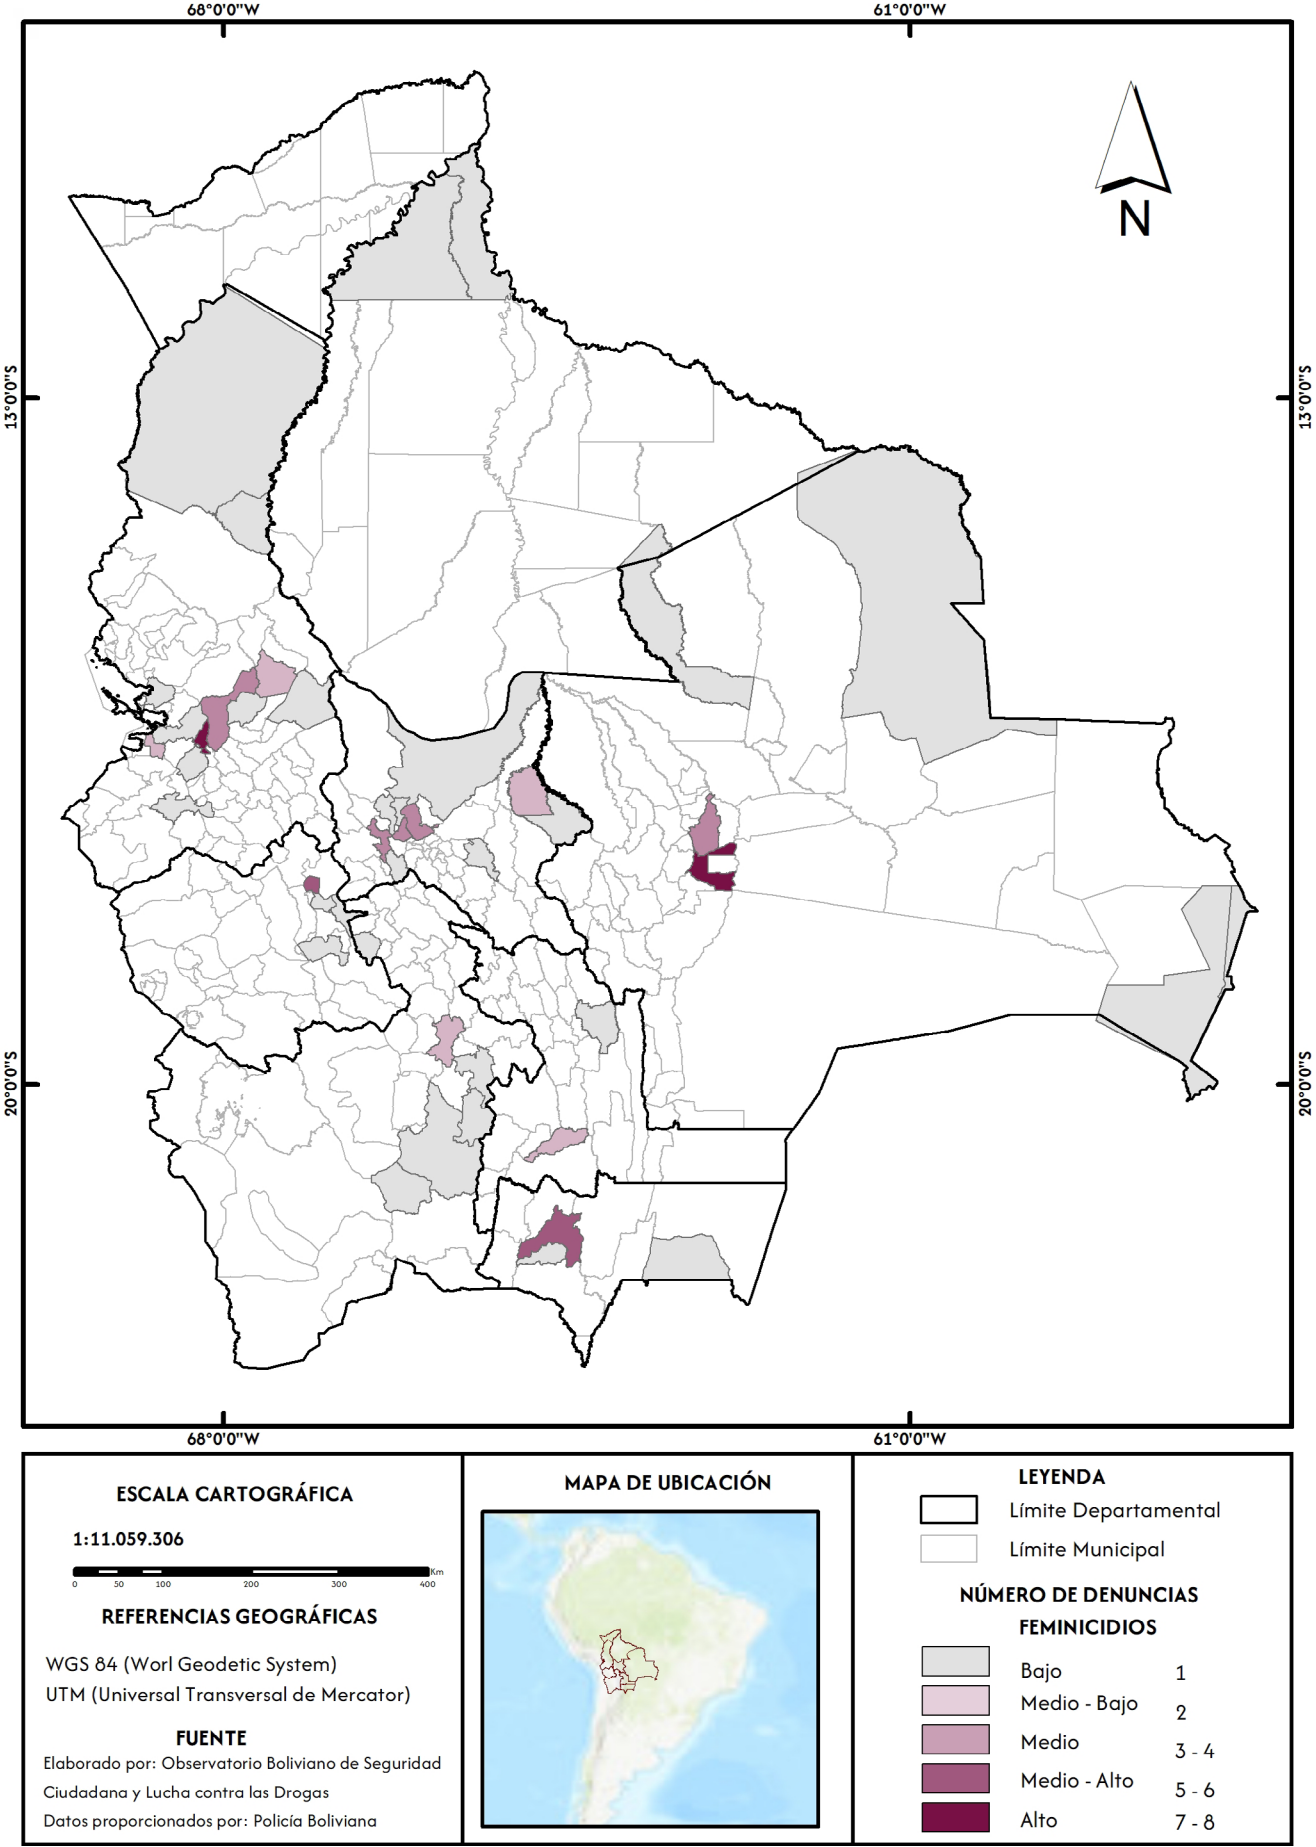 68°0'0"W
61°0'0"W
N
13°0'0"S
13°0'0"S
20°0'0"S
20°0'0"S
68°0'0"W
61°0'0"W
ESCALA CARTOGRÁFICA
1:11.059.306
Km
0 50 100 200 300 400
REFERENCIAS GEOGRÁFICAS
WGS 84 (Worl Geodetic System)
UTM (Universal Transversal de Mercator)
FUENTE
Elaborado por: Observatorio Boliviano de Seguridad
Ciudadana y Lucha contra las Drogas
Datos proporcionados por: Policía Boliviana
MAPA DE UBICACIÓN
LEYENDA
Límite Departamental
Límite Municipal
NÚMERO DE DENUNCIAS
FEMINICIDIOS
Bajo 1
Medio - Bajo 2
Medio 3 - 4
Medio - Alto 5 - 6
Alto 7 - 8